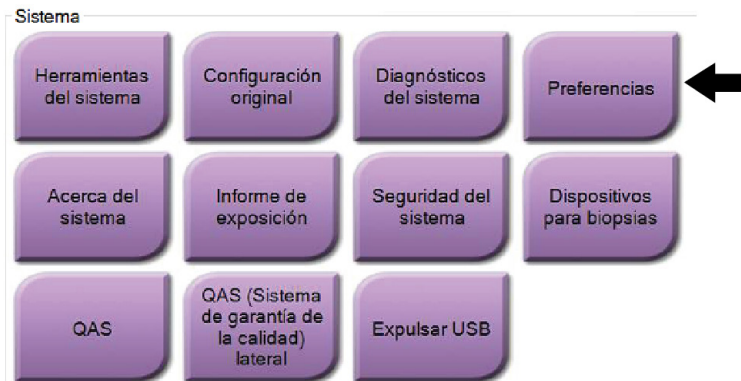 Sistema
Herramientas
del sistema
Configuración
original
Diagnósticos
del sistema
Preferencias
Acerca del
sistema
Informe de
exposición
Seguridad del
sistema
Dispositivos
para biopsias
QAS
QAS (Sistema
de garantía de
la calidad)
lateral
Expulsar USB